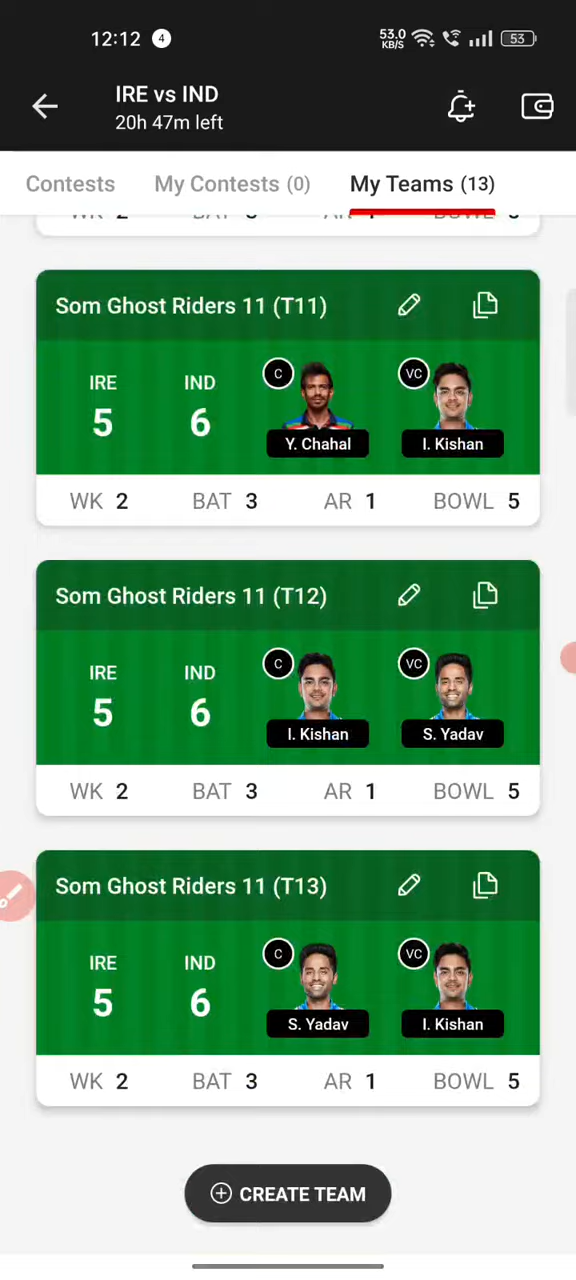 12:12 4 53.0 KB/S 53
IRE vs IND
20h 47m left
Contests My Contests (0) My Teams (13)
WK 2
Som Ghost Riders 11 (T11)
IRE IND C VC
5 6
Y. Chahal I. Kishan
WK 2 BAT 3 AR 1 BOWL 5
Som Ghost Riders 11 (T12)
IRE IND C VC
5 6
I. Kishan S. Yadav
WK 2 BAT 3 AR 1 BOWL 5
Som Ghost Riders 11 (T13)
IRE IND C VC
5 6
S. Yadav I. Kishan
WK 2 BAT 3 AR 1 BOWL 5
CREATE TEAM